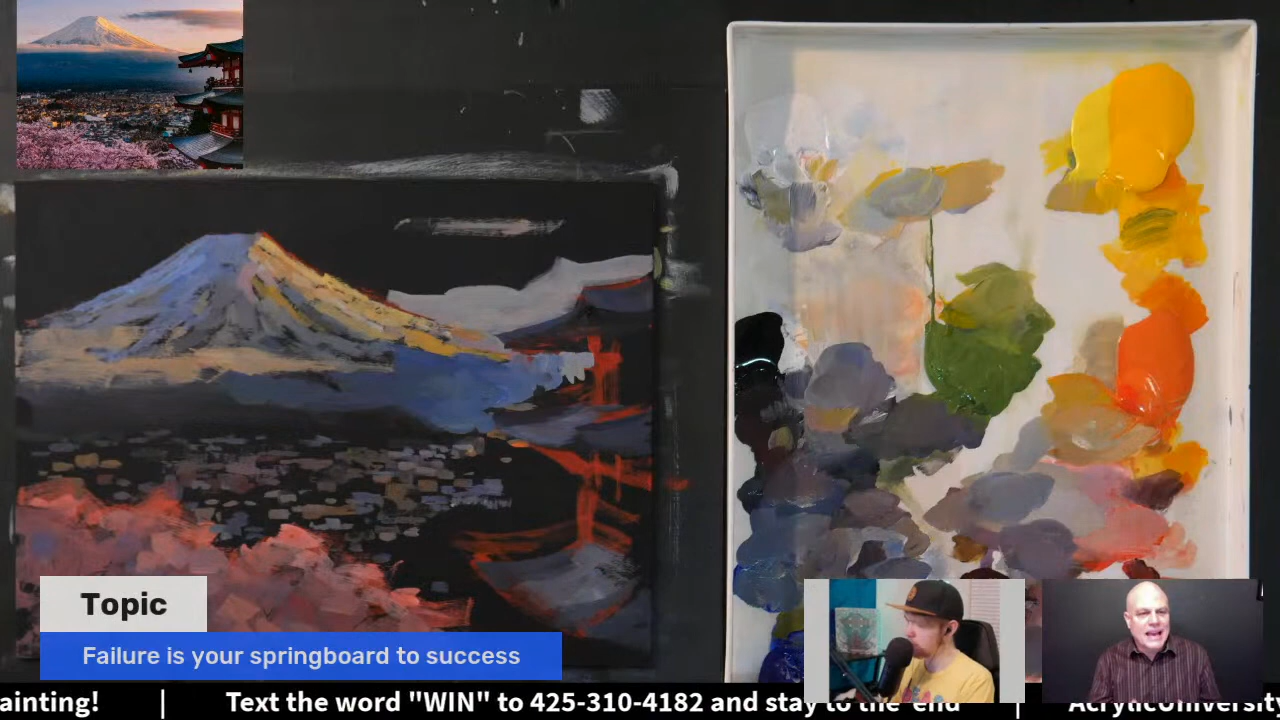 Topic
Failure is your springboard to success
ainting! | Text the word "WIN" to 425-310-4182 and stay to the end | AcrylicUniversity